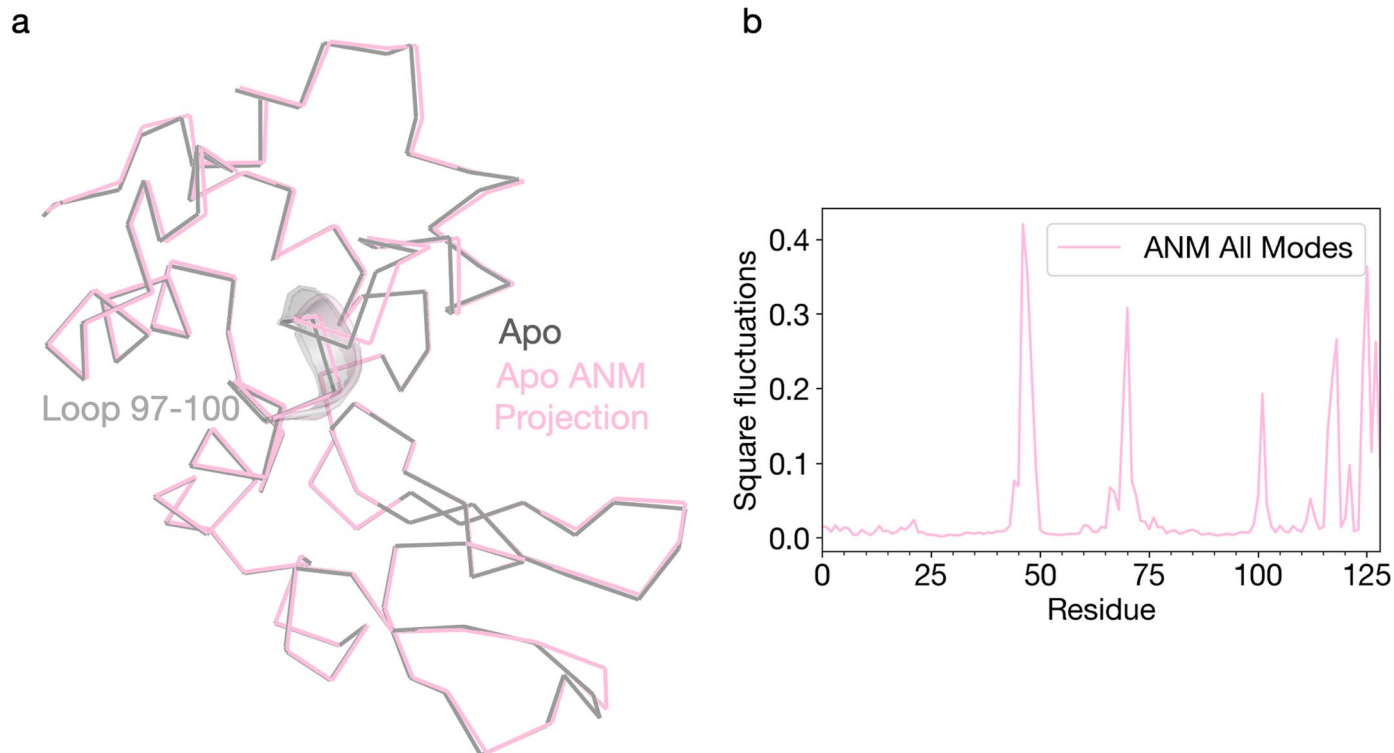 a
Apo
Apo ANM
Projection
Loop 97-100
b
ANM All Modes
Square fluctuations
0.4
0.3
0.2
0.1
0.0
0
25
50
75
100
125
Residue